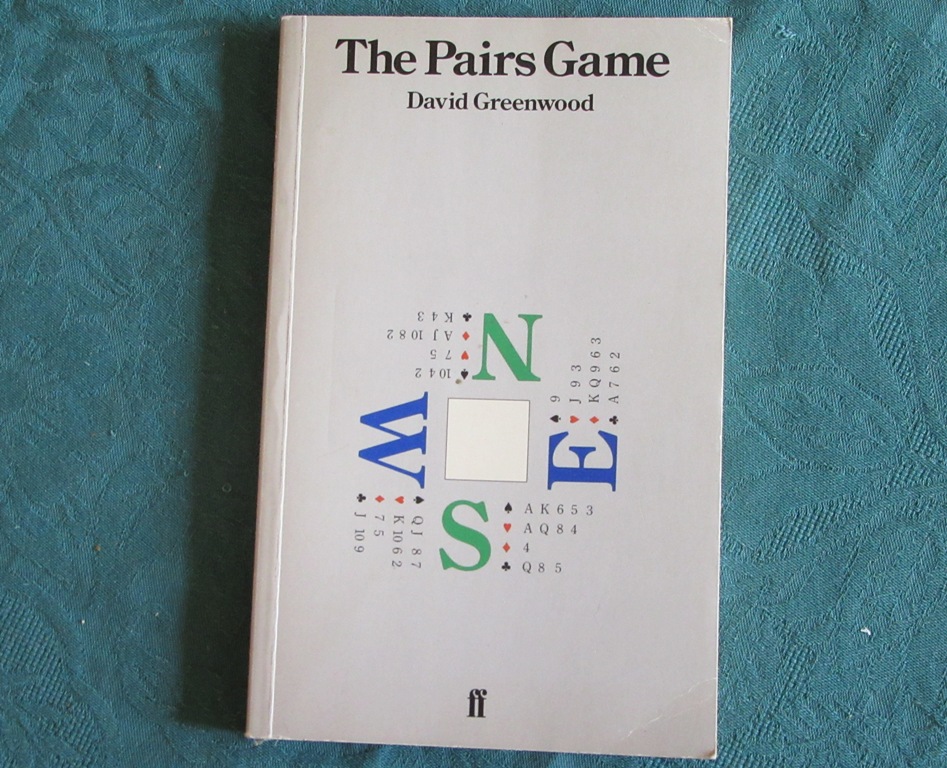 The Pairs Game
David Greenwood
N
♠ 10 4 2
♥ 7 5
♦ A J 10 8 2
♣ K 4 3
W
♠ Q J 8 7
♥ K 10 6 2
♦ 7 5
♣ J 10 9
E
♠ 9
♥ J 9 3
♦ K Q 9 6 3
♣ A 7 6 2
S
♠ A K 6 5 3
♥ A Q 8 4
♦ 4
♣ Q 8 5
ff